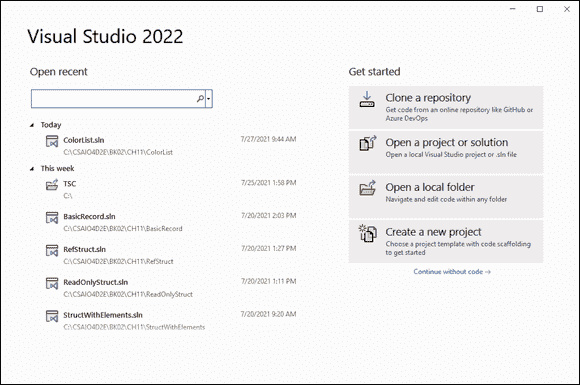 Visual Studio 2022
Open recent
Today
ColorList.sln 7/27/2021 9:44 AM
C:\CSAIO4D2E\BK02\CH11\ColorList
This week
TSC 7/25/2021 1:58 PM
C:\
BasicRecord.sln 7/20/2021 2:03 PM
C:\CSAIO4D2E\BK02\CH11\BasicRecord
RefStruct.sln 7/20/2021 1:27 PM
C:\CSAIO4D2E\BK02\CH11\RefStruct
ReadOnlyStruct.sln 7/20/2021 1:11 PM
C:\CSAIO4D2E\BK02\CH11\ReadOnlyStruct
StructWithElements.sln 7/20/2021 9:20 AM
C:\CSAIO4D2E\BK02\CH11\StructWithElements
Get started
Clone a repository
Get code from an online repository like GitHub or
Azure DevOps
Open a project or solution
Open a local Visual Studio project or .sln file
Open a local folder
Navigate and edit code within any folder
Create a new project
Choose a project template with code scaffolding
to get started
Continue without code →